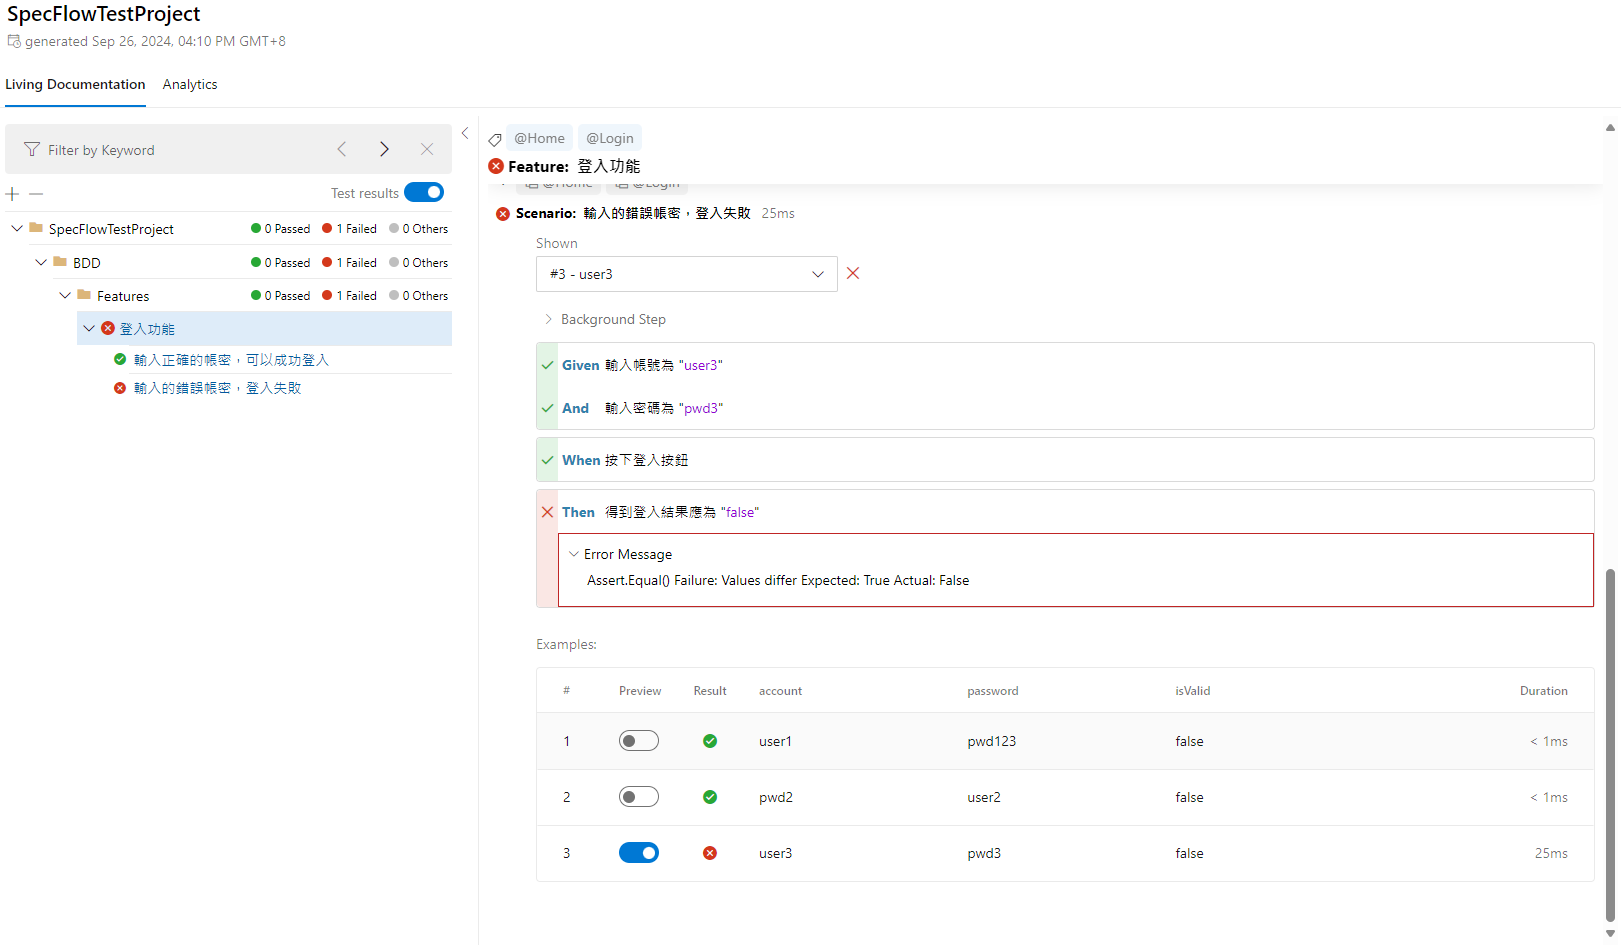 SpecFlowTestProject
generated Sep 26, 2024, 04:10 PM GMT+8
Living Documentation Analytics
Filter by Keyword
Test results
SpecFlowTestProject 0 Passed 1 Failed 0 Others
BDD 0 Passed 1 Failed 0 Others
Features 0 Passed 1 Failed 0 Others
登入功能
輸入正確的帳密，可以成功登入
輸入的錯誤帳密，登入失敗
@Home @Login
Feature: 登入功能
@Home @Login
Scenario: 輸入的錯誤帳密，登入失敗 25ms
Shown
#3 - user3
Background Step
Given 輸入帳號為 "user3"
And 輸入密碼為 "pwd3"
When 按下登入按鈕
Then 得到登入結果應為 "false"
Error Message
Assert.Equal() Failure: Values differ Expected: True Actual: False
Examples:
# Preview Result account password isValid Duration
1 user1 pwd123 false < 1ms
2 pwd2 user2 false < 1ms
3 user3 pwd3 false 25ms